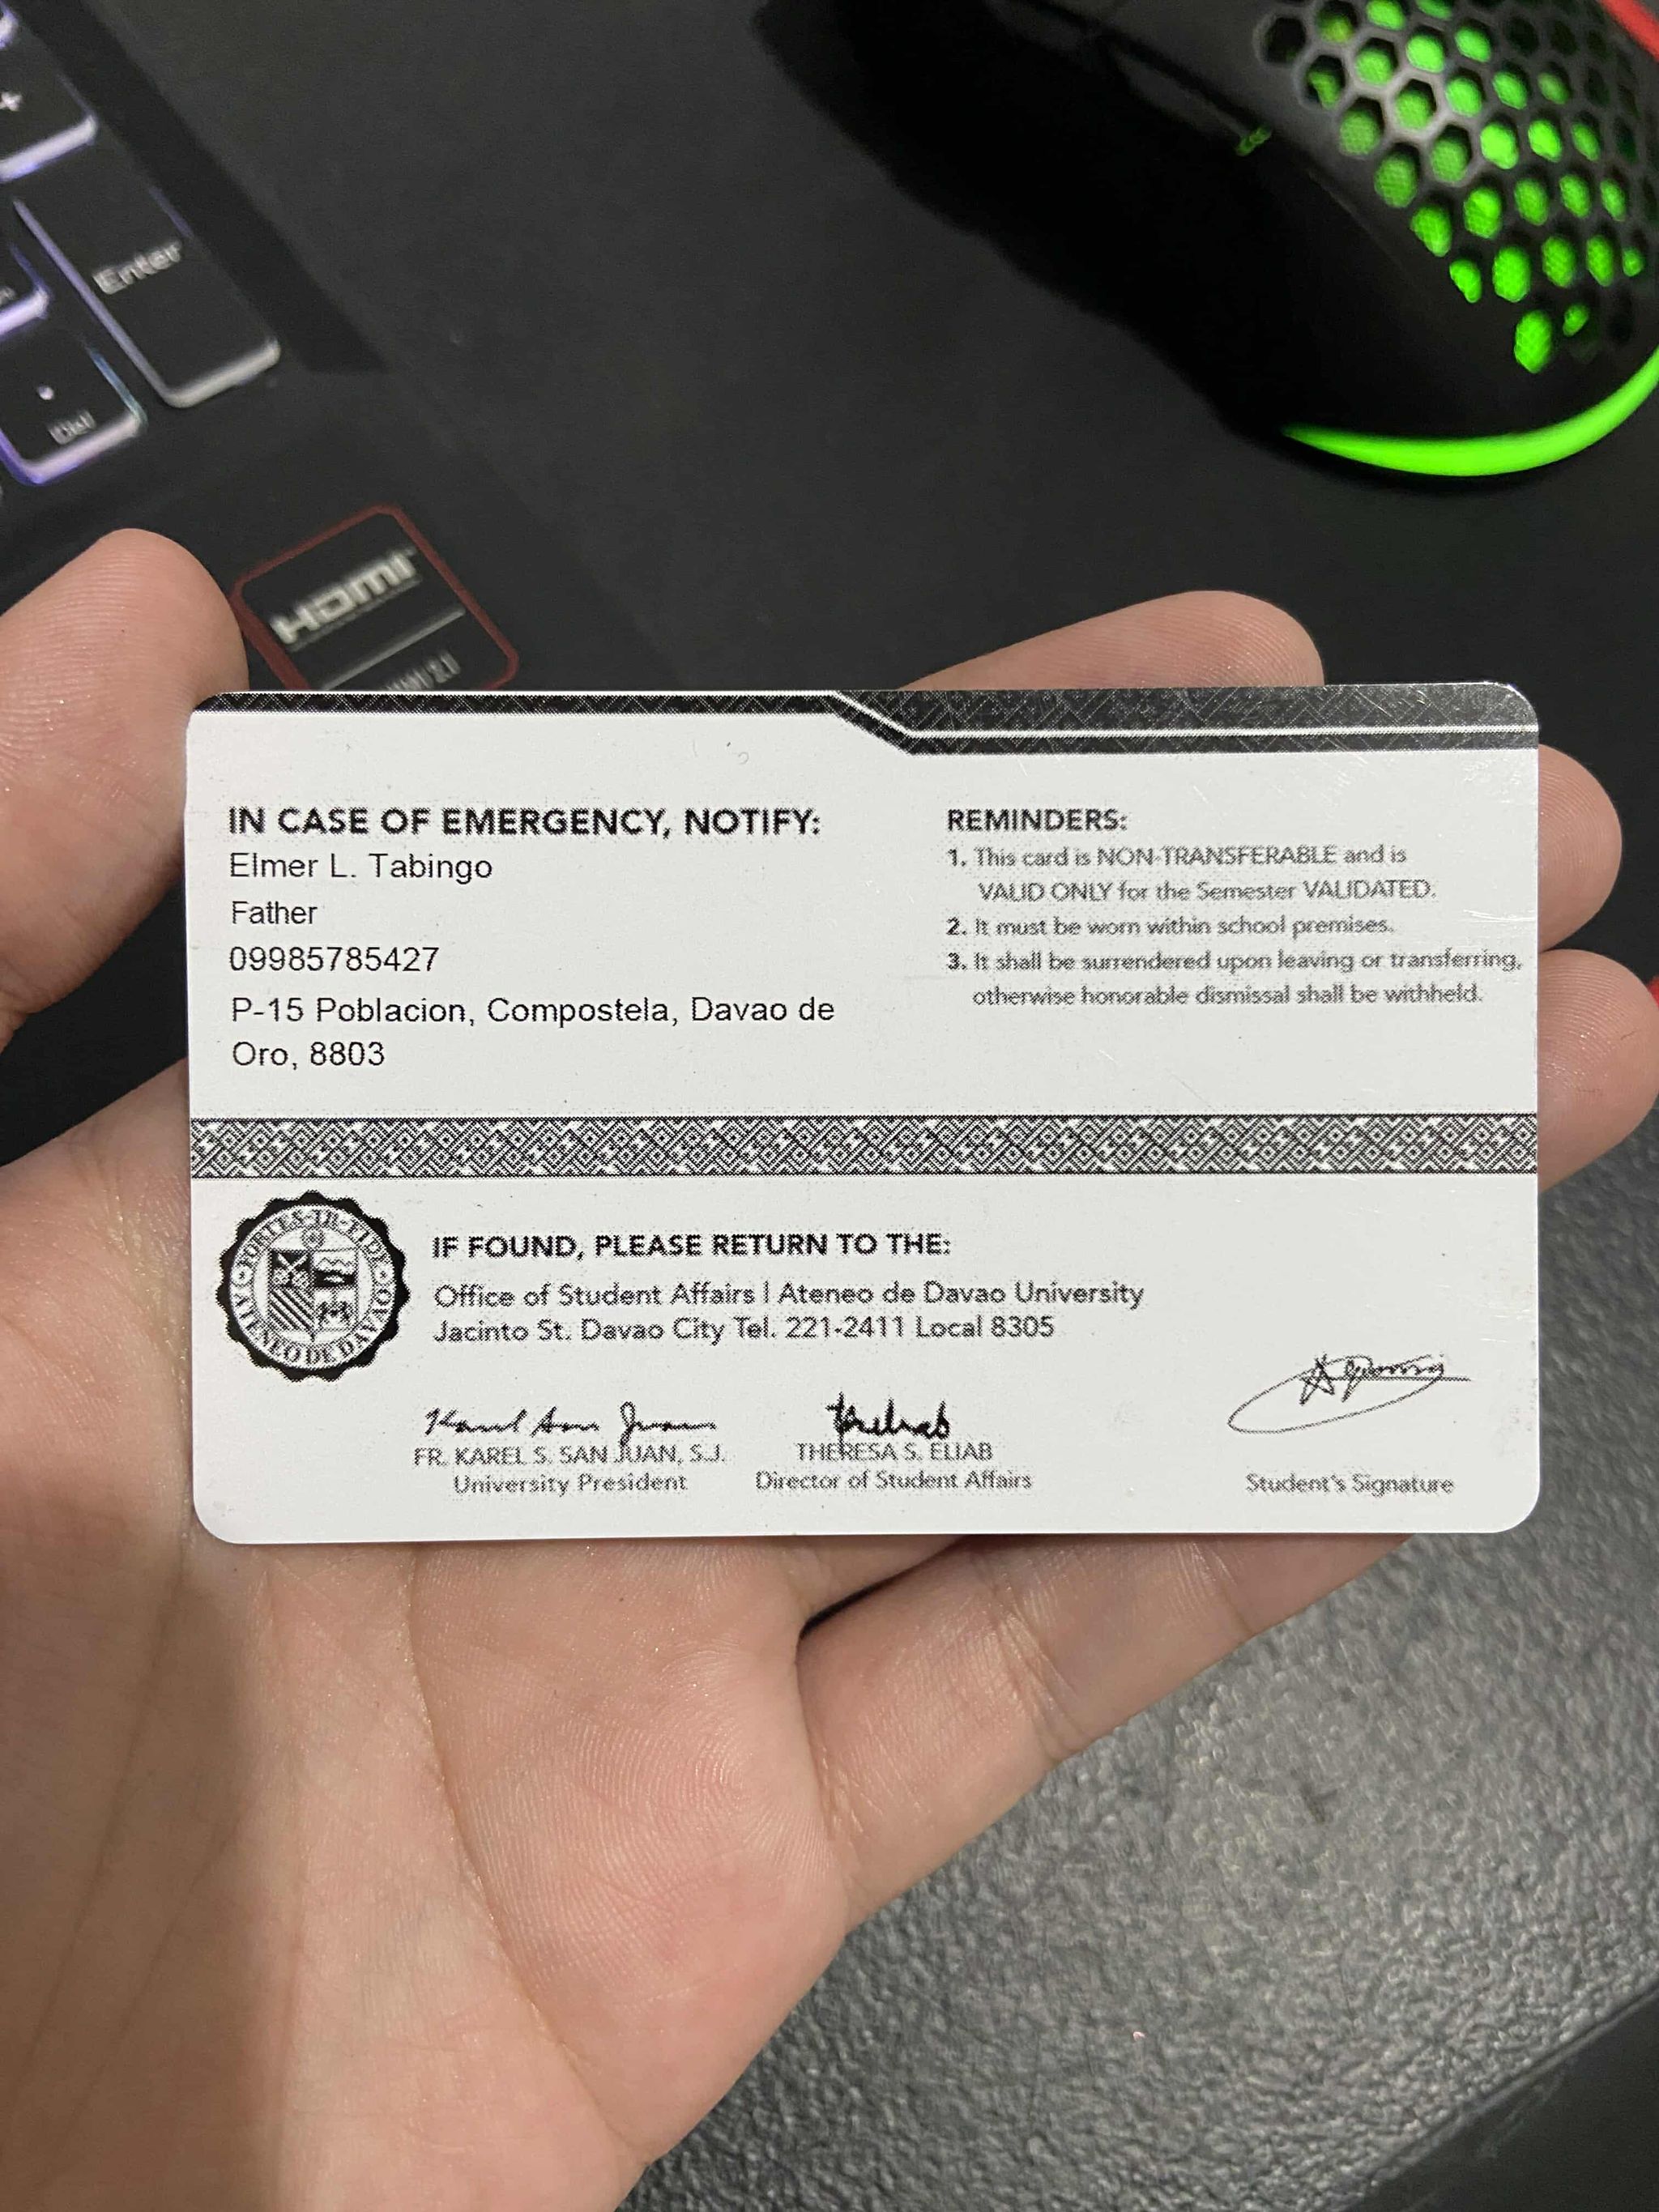 +
Enter
Del
HDMI
IN CASE OF EMERGENCY, NOTIFY:
Elmer L. Tabingo
Father
09985785427
P-15 Poblacion, Compostela, Davao de
Oro, 8803
REMINDERS:
1. This card is NON-TRANSFERABLE and is
VALID ONLY for the Semester VALIDATED.
2. It must be worn within school premises.
3. It shall be surrendered upon leaving or transferring,
otherwise honorable dismissal shall be withheld.
ATENEO DE DAVAO
IF FOUND, PLEASE RETURN TO THE:
Office of Student Affairs | Ateneo de Davao University
Jacinto St. Davao City Tel. 221-2411 Local 8305
Karel San Juan
FR. KAREL S. SAN JUAN, S.J.
University President
THERESA S. ELIAB
Director of Student Affairs
Student's Signature